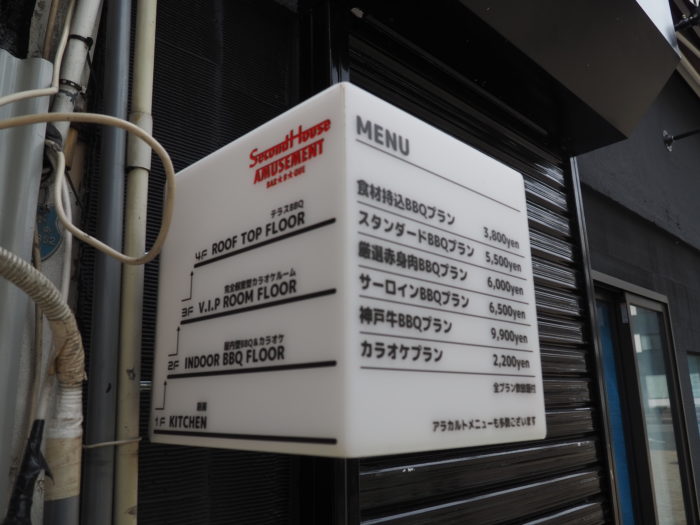 SecondHouse
AMUSEMENT
BAR★B★QUE
テラスBBQ
4F ROOF TOP FLOOR
完全個室型カラオケルーム
3F V.I.P ROOM FLOOR
屋内型BBQ&カラオケ
2F INDOOR BBQ FLOOR
厨房
1F KITCHEN
MENU
食材持込BBQプラン 3,800yen
スタンダードBBQプラン 5,500yen
厳選赤身肉BBQプラン 6,000yen
サーロインBBQプラン 6,500yen
神戸牛BBQプラン 9,900yen
カラオケプラン 2,200yen
全プラン飲放題付
アラカルトメニューも多数ございます